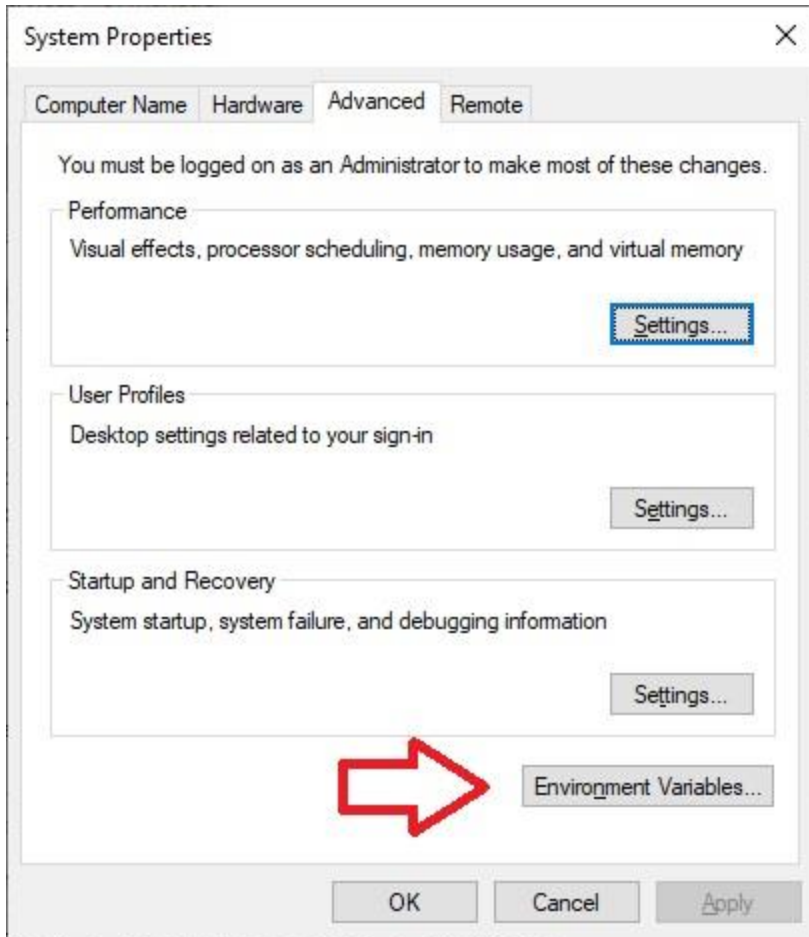 System Properties
Computer Name Hardware Advanced Remote
You must be logged on as an Administrator to make most of these changes.
Performance
Visual effects, processor scheduling, memory usage, and virtual memory
Settings...
User Profiles
Desktop settings related to your sign-in
Settings...
Startup and Recovery
System startup, system failure, and debugging information
Settings...
Environment Variables...
OK Cancel Apply